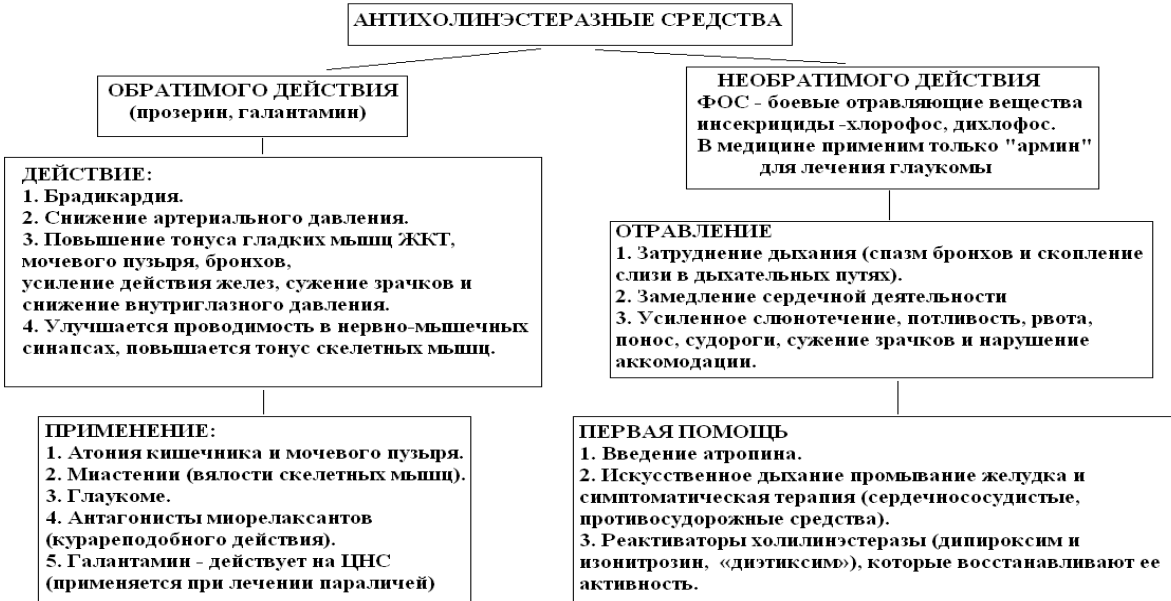 АНТИХОЛИНЭСТЕРАЗНЫЕ СРЕДСТВА
ОБРАТИМОГО ДЕЙСТВИЯ
(прозерин, галантамин)
ДЕЙСТВИЕ:
1. Брадикардия.
2. Снижение артериального давления.
3. Повышение тонуса гладких мышц ЖКТ,
мочевого пузыря, бронхов,
усиление действия желез, сужение зрачков и
снижение внутриглазного давления.
4. Улучшается проводимость в нервно-мышечных
синапсах, повышается тонус скелетных мышц.
ПРИМЕНЕНИЕ:
1. Атония кишечника и мочевого пузыря.
2. Миастении (вялости скелетных мышц).
3. Глаукоме.
4. Антагонисты миорелаксантов
(курареподобного действия).
5. Галантамин - действует на ЦНС
(применяется при лечении параличей)
НЕОБРАТИМОГО ДЕЙСТВИЯ
ФОС - боевые отравляющие вещества
инсекрициды -хлорофос, дихлофос.
В медицине применим только "армин"
для лечения глаукомы
ОТРАВЛЕНИЕ
1. Затруднение дыхания (спазм бронхов и скопление
слизи в дыхательных путях).
2. Замедление сердечной деятельности
3. Усиленное слюнотечение, потливость, рвота,
понос, судороги, сужение зрачков и нарушение
аккомодации.
ПЕРВАЯ ПОМОЩЬ
1. Введение атропина.
2. Искусственное дыхание промывание желудка и
симптоматическая терапия (сердечнососудистые,
противосудорожные средства).
3. Реактиваторы холилинэстеразы (дипироксим и
изонитрозин, «диэтиксим»), которые восстанавливают ее
активность.